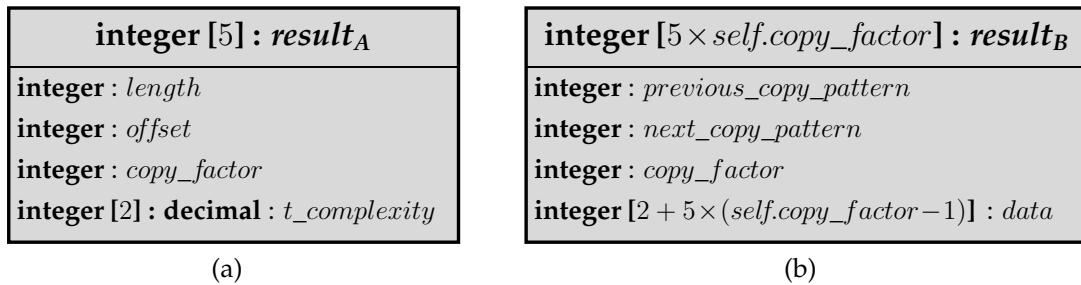 integer [5] : result_A
integer : length
integer : offset
integer : copy_factor
integer [2] : decimal : t_complexity
(a)
integer [5×self.copy_factor] : result_B
integer : previous_copy_pattern
integer : next_copy_pattern
integer : copy_factor
integer [2 + 5×(self.copy_factor−1)] : data
(b)